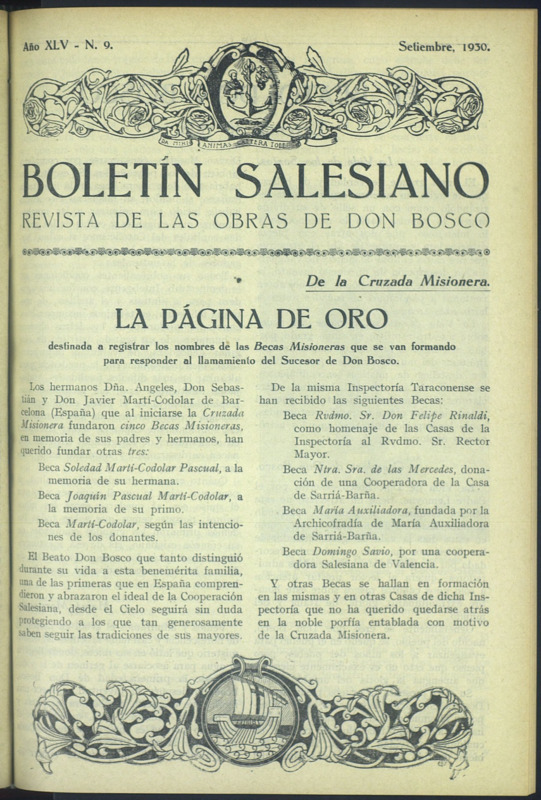 Año XLV - N. 9.
Setiembre, 1930.
DA MIHI ANIMAS CÆTERA TOLLE
BOLETÍN SALESIANO
REVISTA DE LAS OBRAS DE DON BOSCO
De la Cruzada Misionera.
LA PÁGINA DE ORO
destinada a registrar los nombres de las Becas Misioneras que se van formando
para responder al llamamiento del Sucesor de Don Bosco.
Los hermanos Dña. Angeles, Don Sebas-
tián y Don Javier Martí-Codolar de Bar-
celona (España) que al iniciarse la Cruzada
Misionera fundaron cinco Becas Misioneras,
en memoria de sus padres y hermanos, han
querido fundar otras tres:
Beca Soledad Martí-Codolar Pascual, a la
memoria de su hermana.
Beca Joaquín Pascual Martí-Codolar, a
la memoria de su primo.
Beca Martí-Codolar, según las intencio-
nes de los donantes.
El Beato Don Bosco que tanto distinguió
durante su vida a esta benemérita familia,
una de las primeras que en España compren-
dieron y abrazaron el ideal de la Cooperación
Salesiana, desde el Cielo seguirá sin duda
protegiendo a los que tan generosamente
saben seguir las tradiciones de sus mayores.
De la misma Inspectoría Taraconense se
han recibido las siguientes Becas:
Beca Rvdmo. Sr. Don Felipe Rinaldi,
como homenaje de las Casas de la
Inspectoría al Rvdmo. Sr. Rector
Mayor.
Beca Ntra. Sra. de las Mercedes, dona-
ción de una Cooperadora de la Casa
de Sarriá-Barña.
Beca María Auxiliadora, fundada por la
Archicofradía de María Auxiliadora
de Sarriá-Barña.
Beca Domingo Savio, por una coopera-
dora Salesiana de Valencia.
Y otras Becas se hallan en formación
en las mismas y en otras Casas de dicha Ins-
pectoría que no ha querido quedarse atrás
en la noble porfía entablada con motivo
de la Cruzada Misionera.